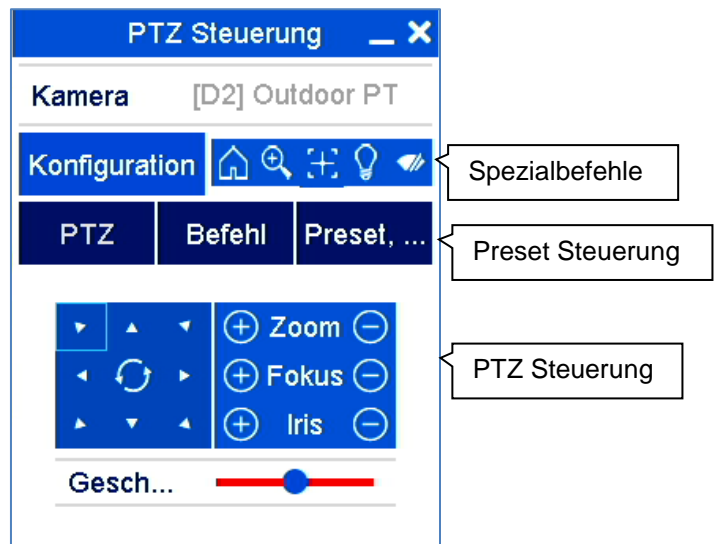 PTZ Steuerung
Kamera [D2] Outdoor PT
Konfiguration
Spezialbefehle
PTZ Befehl Preset, ...
Preset Steuerung
Zoom
Fokus
Iris
PTZ Steuerung
Gesch...